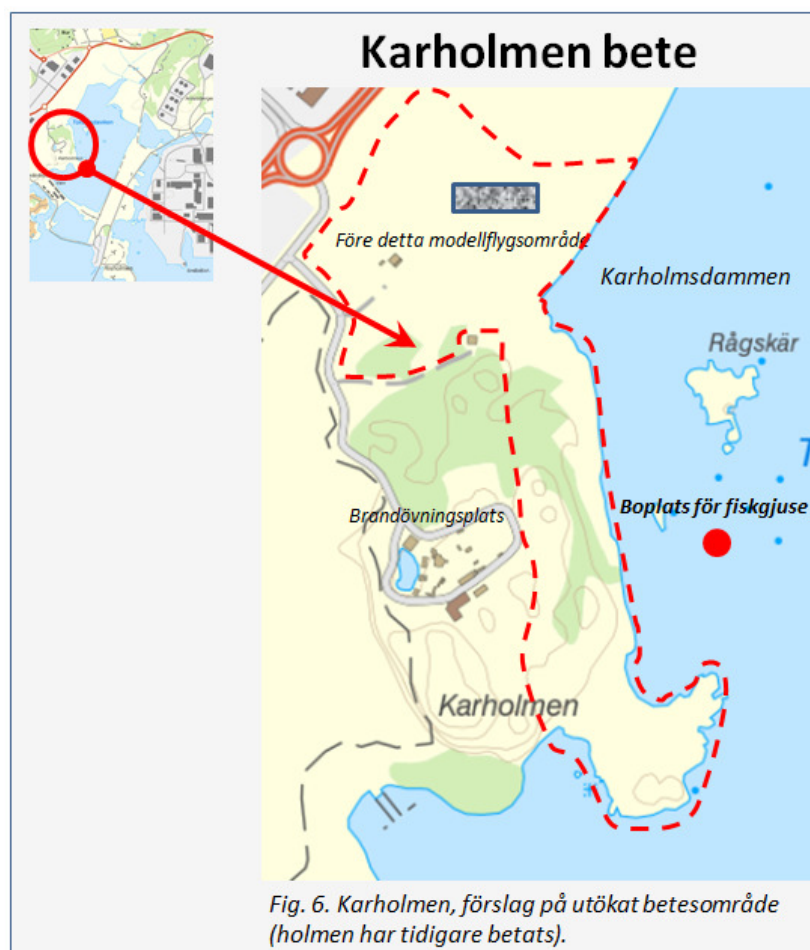 Karholmen bete
Före detta modellflygsområde
Karholmsdammen
Rågskär
T
Boplats för fiskgjuse
Brandövningsplats
Karholmen
Fig. 6. Karholmen, förslag på utökat betesområde
(holmen har tidigare betats).